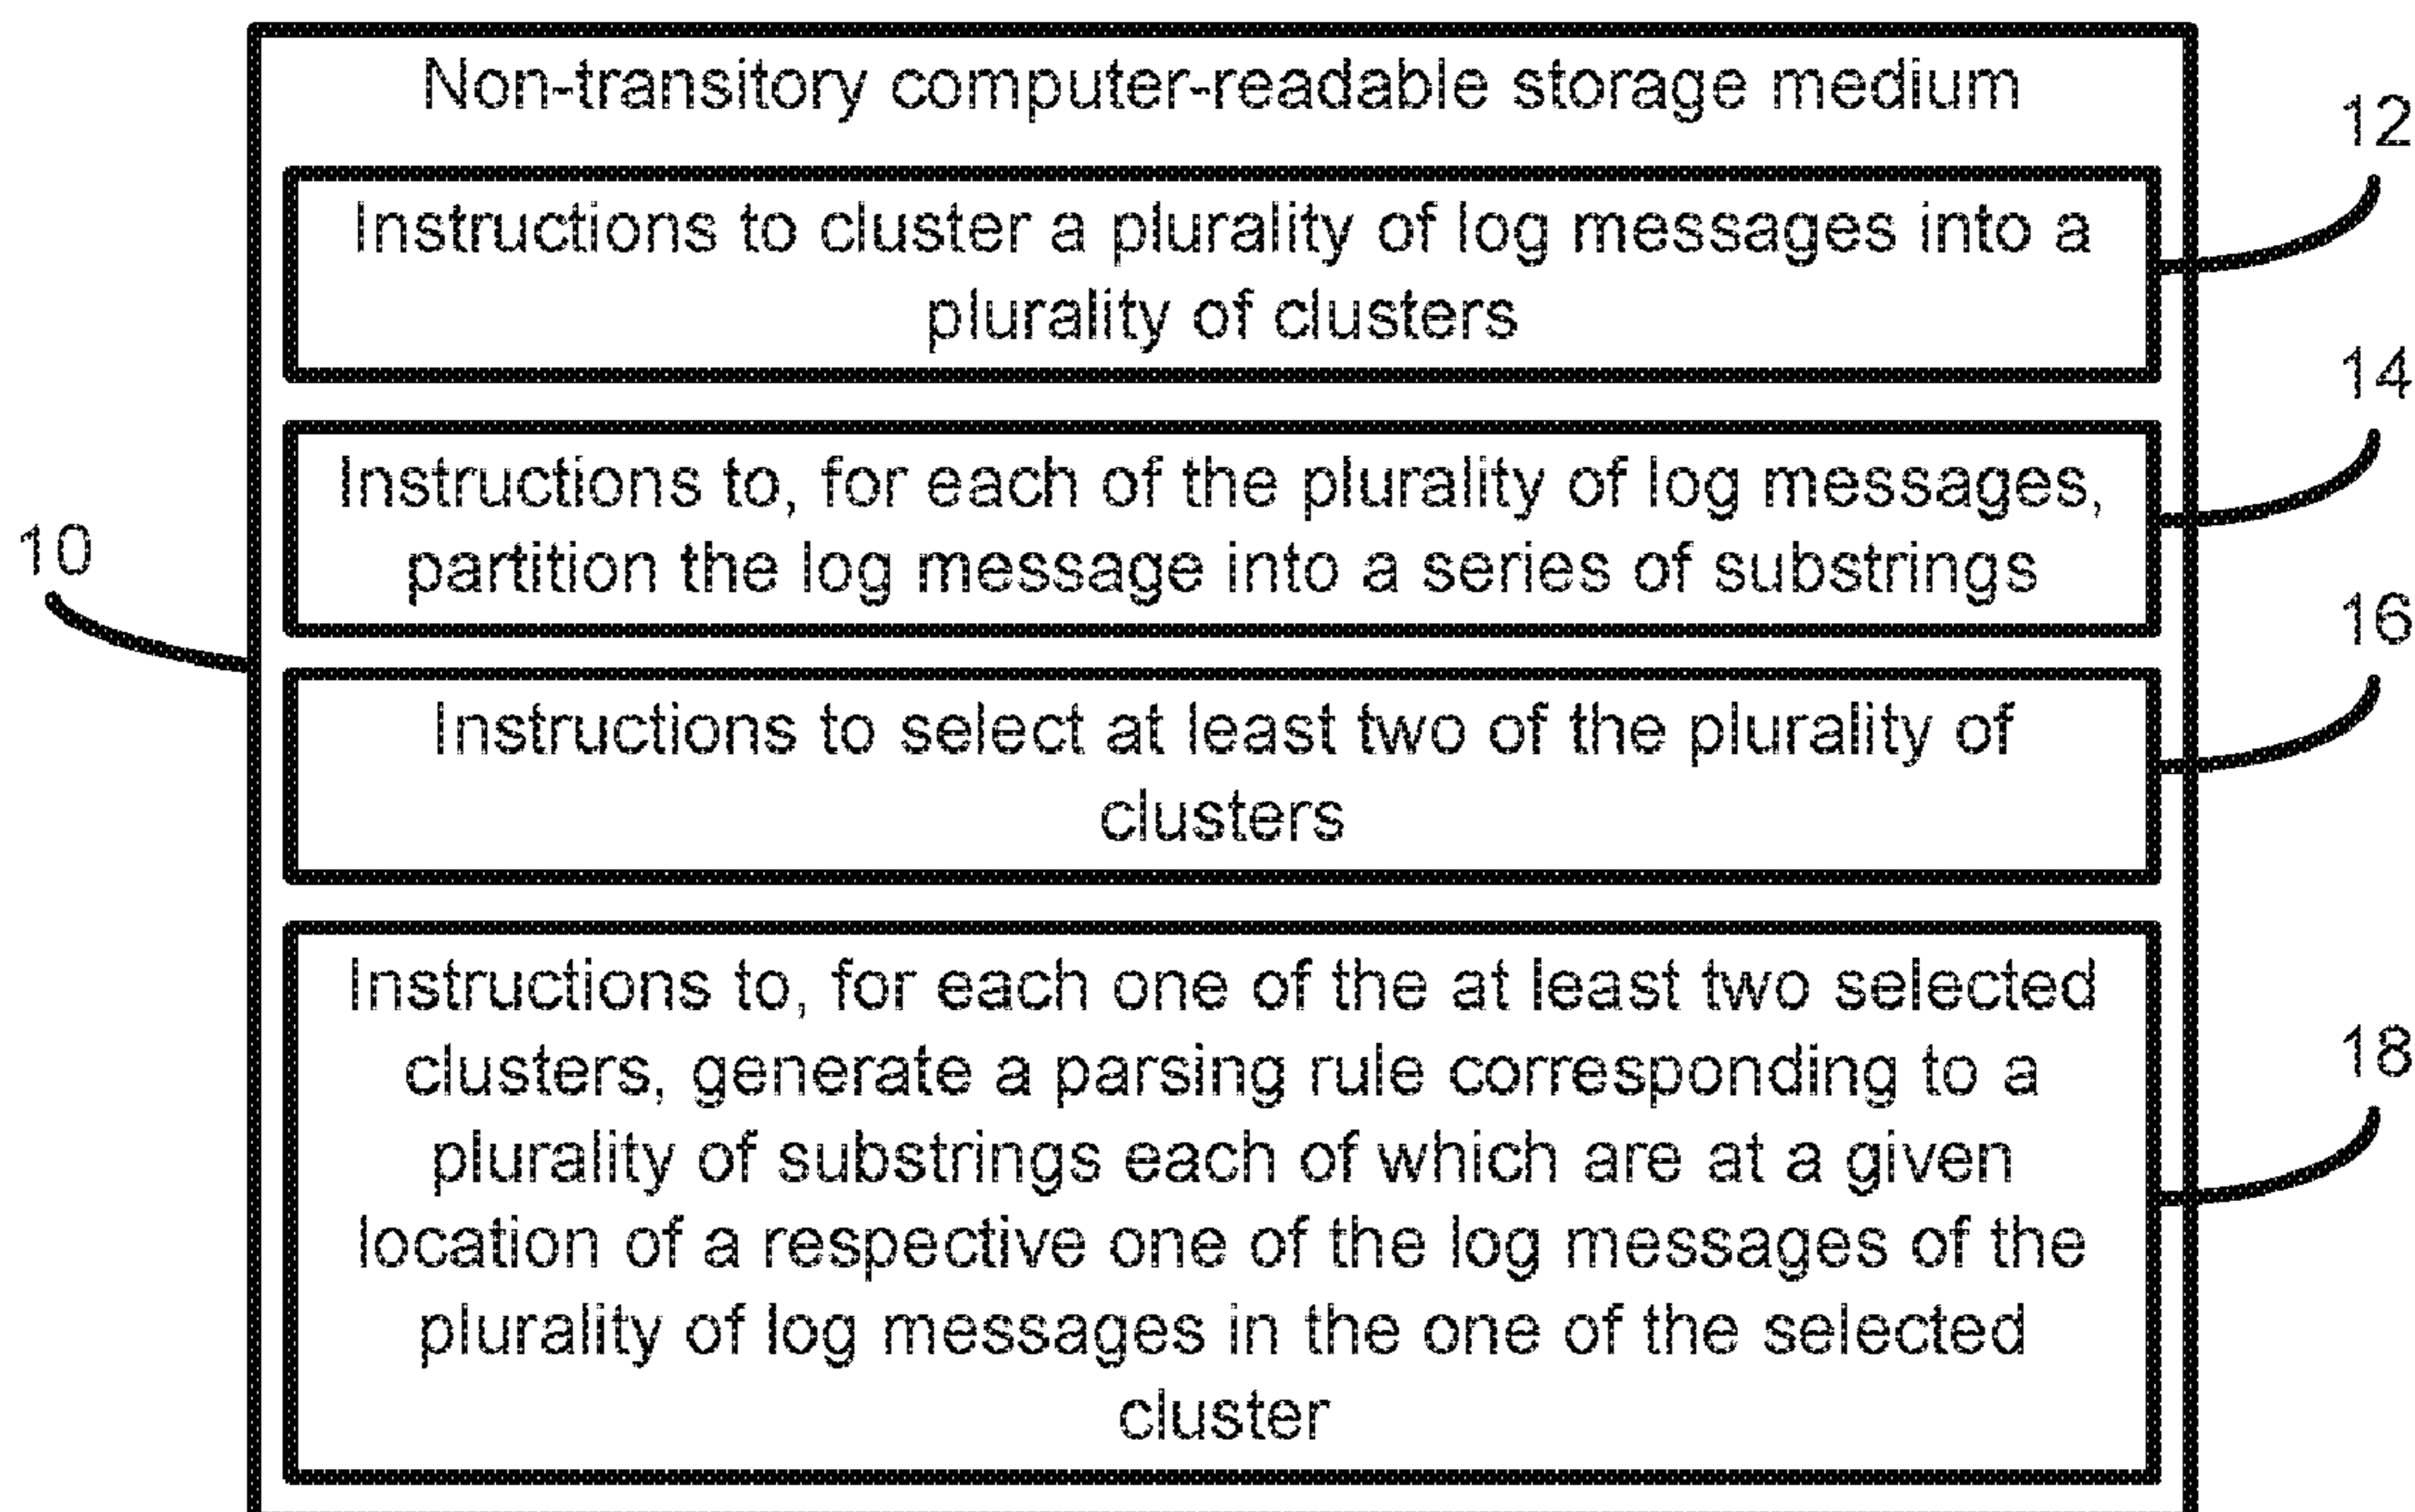 Non-transitory computer-readable storage medium
12
Instructions to cluster a plurality of log messages into a
plurality of clusters
14
Instructions to, for each of the plurality of log messages,
partition the log message into a series of substrings
10
16
Instructions to select at least two of the plurality of
clusters
Instructions to, for each one of the at least two selected
clusters, generate a parsing rule corresponding to a
18
plurality of substrings each of which are at a given
location of a respective one of the log messages of the
plurality of log messages in the one of the selected
cluster